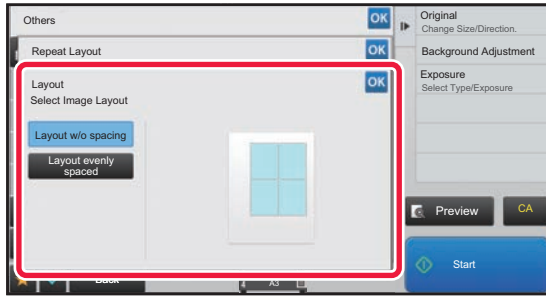 Others
OK
Repeat Layout
OK
Layout
OK
Select Image Layout
Layout w/o spacing
Layout evenly
spaced
Back
A3
Original
Change Size/Direction.
Background Adjustment
Exposure
Select Type/Exposure
Preview
CA
Start